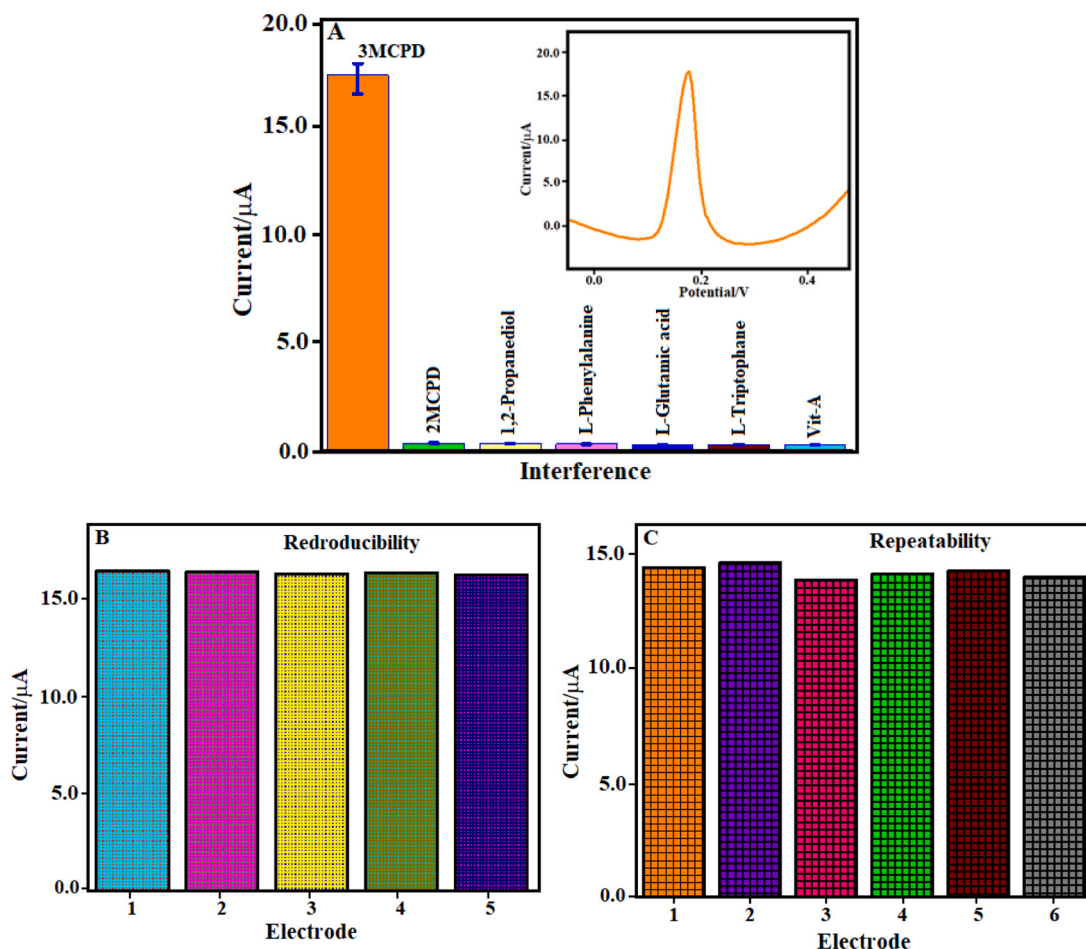 A
3MCPD
20.0
15.0
10.0
5.0
0.0
Current/µA
2MCPD
1,2-Propanediol
L-Phenylalanine
L-Glutamic acid
L-Triptophane
Vit-A
Interference
20.0
15.0
10.0
5.0
0.0
Current/µA
0.0 0.2 0.4
Potential/V
B
Redroducibility
15.0
10.0
5.0
0.0
Current/µA
1 2 3 4 5
Electrode
C
Repeatability
15.0
10.0
5.0
0.0
Current/µA
1 2 3 4 5 6
Electrode